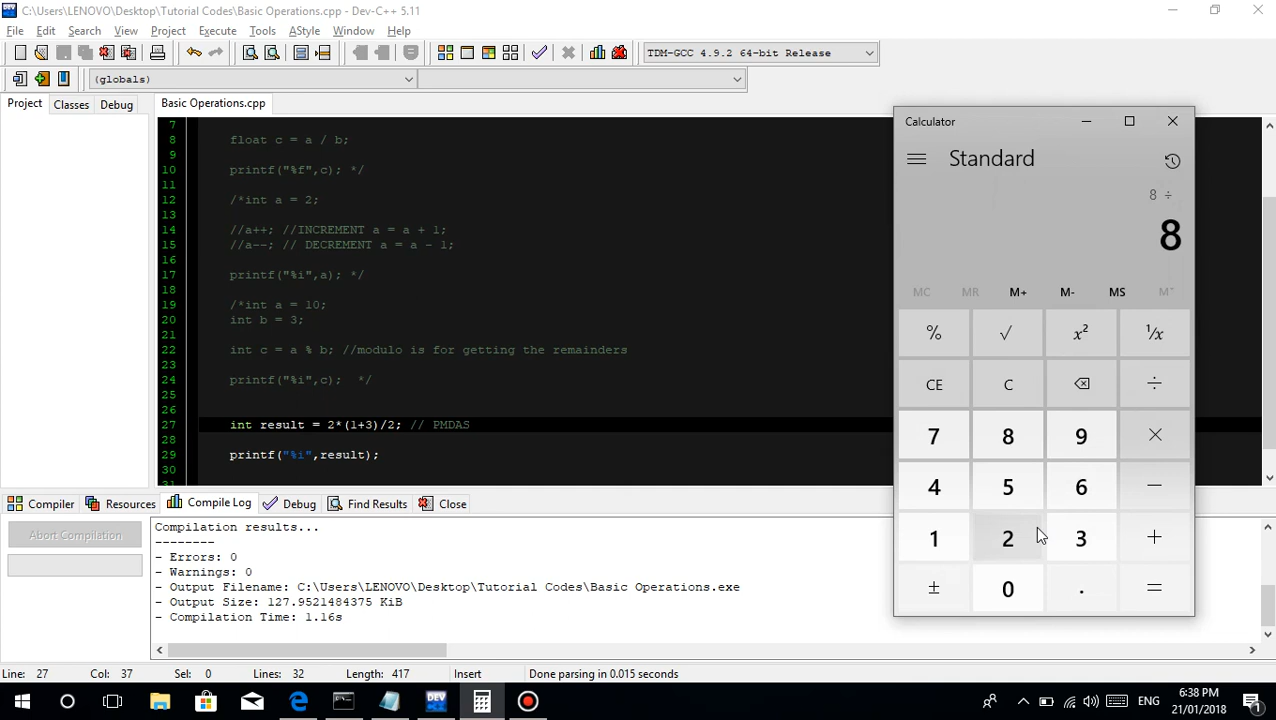 C:\Users\LENOVO\Desktop\Tutorial Codes\Basic Operations.cpp - Dev-C++ 5.11
File Edit Search View Project Execute Tools AStyle Window Help
TDM-GCC 4.9.2 64-bit Release
(globals)
Project Classes Debug
Basic Operations.cpp
7
8 float c = a / b;
9
10 printf("%f",c); */
11
12 /*int a = 2;
13
14 //a++; //INCREMENT a = a + 1;
15 //a--; // DECREMENT a = a - 1;
16
17 printf("%i",a); */
18
19 /*int a = 10;
20 int b = 3;
21
22 int c = a % b; //modulo is for getting the remainders
23
24 printf("%i",c); */
25
26
27 int result = 2*(1+3)/2; // PMDAS
28
29 printf("%i",result);
30
31
Calculator
Standard
8 ÷
8
MC MR M+ M- MS M˅
% √ x² ¹/x
CE C ÷
7 8 9 ×
4 5 6 −
1 2 3 +
± 0 . =
Compiler Resources Compile Log Debug Find Results Close
Abort Compilation
Compilation results...
--------
- Errors: 0
- Warnings: 0
- Output Filename: C:\Users\LENOVO\Desktop\Tutorial Codes\Basic Operations.exe
- Output Size: 127.9521484375 KiB
- Compilation Time: 1.16s
Line: 27 Col: 37 Sel: 0 Lines: 32 Length: 417 Insert Done parsing in 0.015 seconds
DEV
ENG
6:38 PM
21/01/2018
1